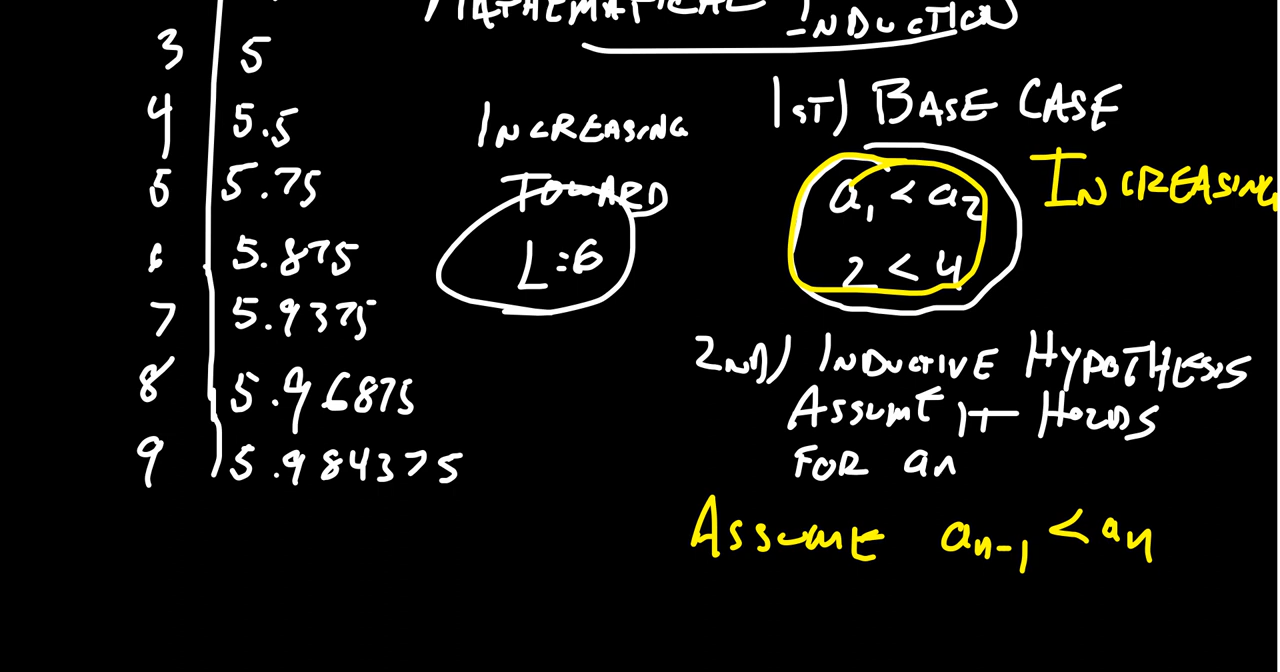 MATHEMATICAL INDUCTION
3 5
4 5.5
5 5.75
6 5.875
7 5.9375
8 5.96875
9 5.984375
INCREASING
TOWARD
L=6
1ST) BASE CASE
a₁ < a₂
2 < 4
INCREASING
2ND) INDUCTIVE HYPOTHESIS
ASSUME IT HOLDS
FOR an
ASSUME aₙ₋₁ < aₙ